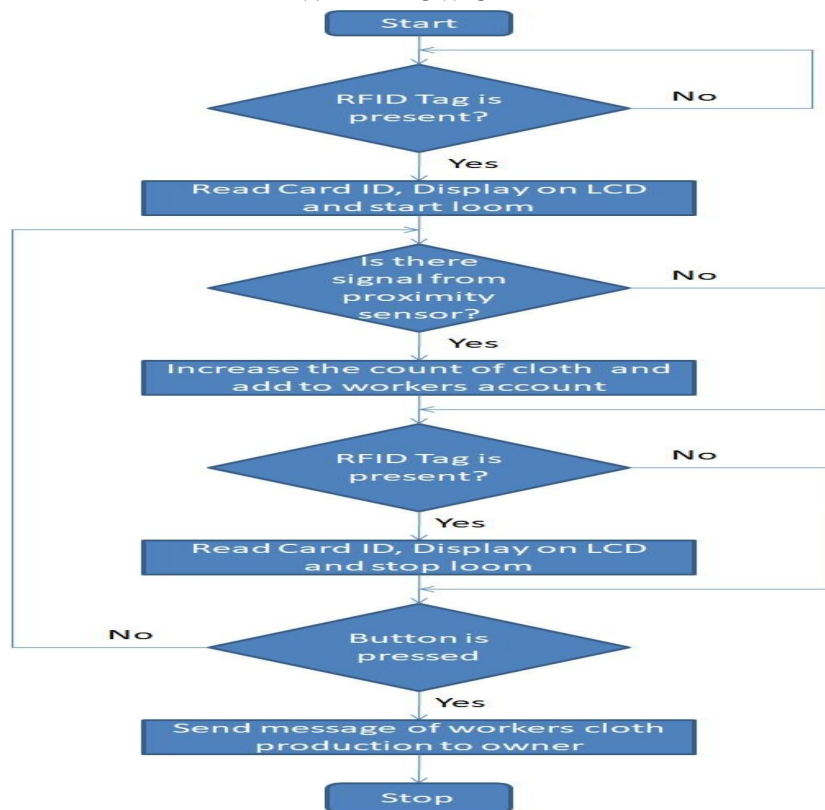 Start
RFID Tag is
present?
No
Yes
Read Card ID, Display on LCD
and start loom
Is there
signal from
proximity
sensor?
No
Yes
Increase the count of cloth and
add to workers account
RFID Tag is
present?
No
Yes
Read Card ID, Display on LCD
and stop loom
No
Button is
pressed
Yes
Send message of workers cloth
production to owner
Stop